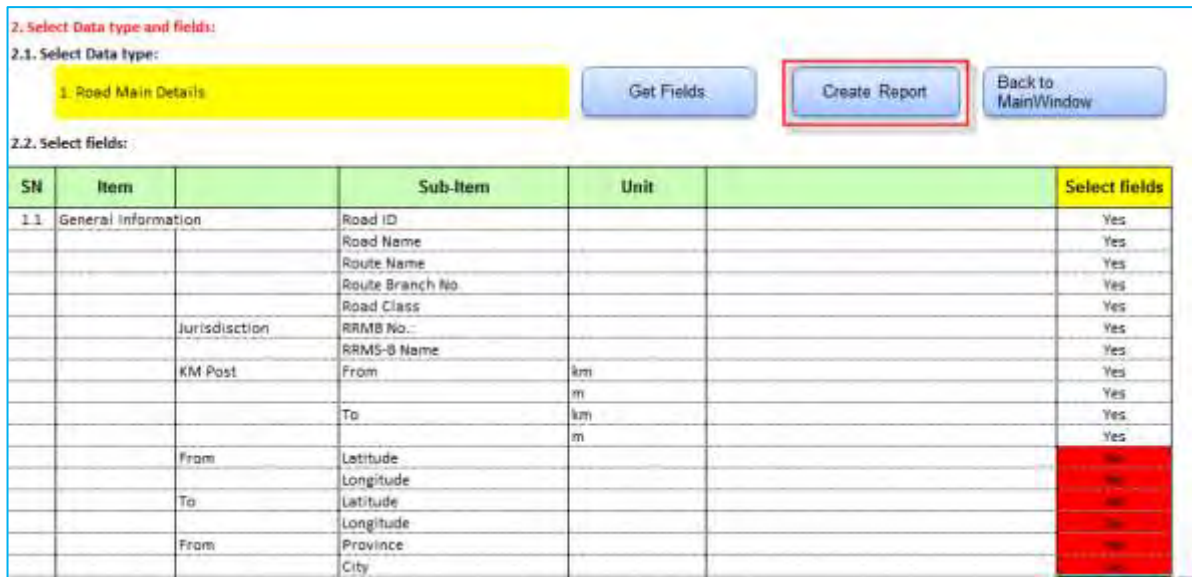 2. Select Data type and fields:
2.1. Select Data type:
1. Road Main Details
Get Fields
Create Report
Back to
MainWindow
2.2. Select fields:
SN Item Sub-Item Unit Select fields
1.1 General Information Road ID Yes
Road Name Yes
Route Name Yes
Route Branch No Yes
Road Class Yes
Jurisdisction RRMB No.: Yes
RRMS-B Name Yes
KM Post From km Yes
m Yes
To km Yes
m Yes
From Latitude
Longitude
To Latitude
Longitude
From Province
City